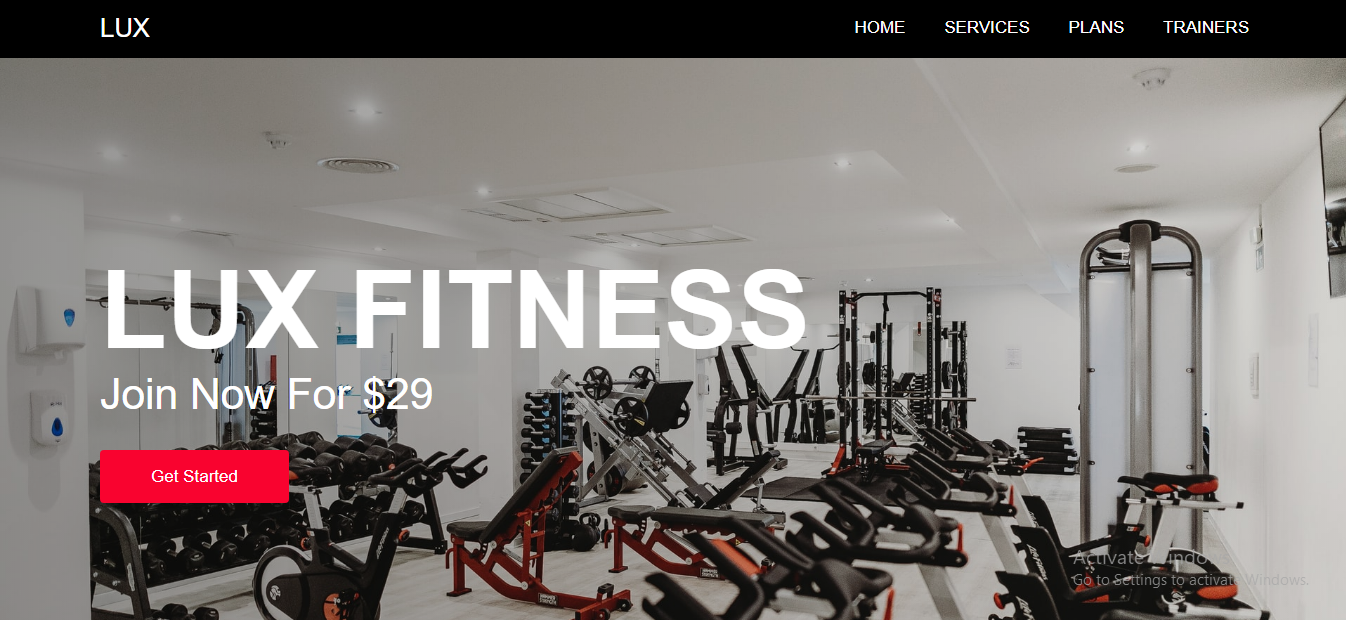 LUX
HOME SERVICES PLANS TRAINERS
LUX FITNESS
Join Now For $29
Get Started
Activate Windows
Go to Settings to activate Windows.